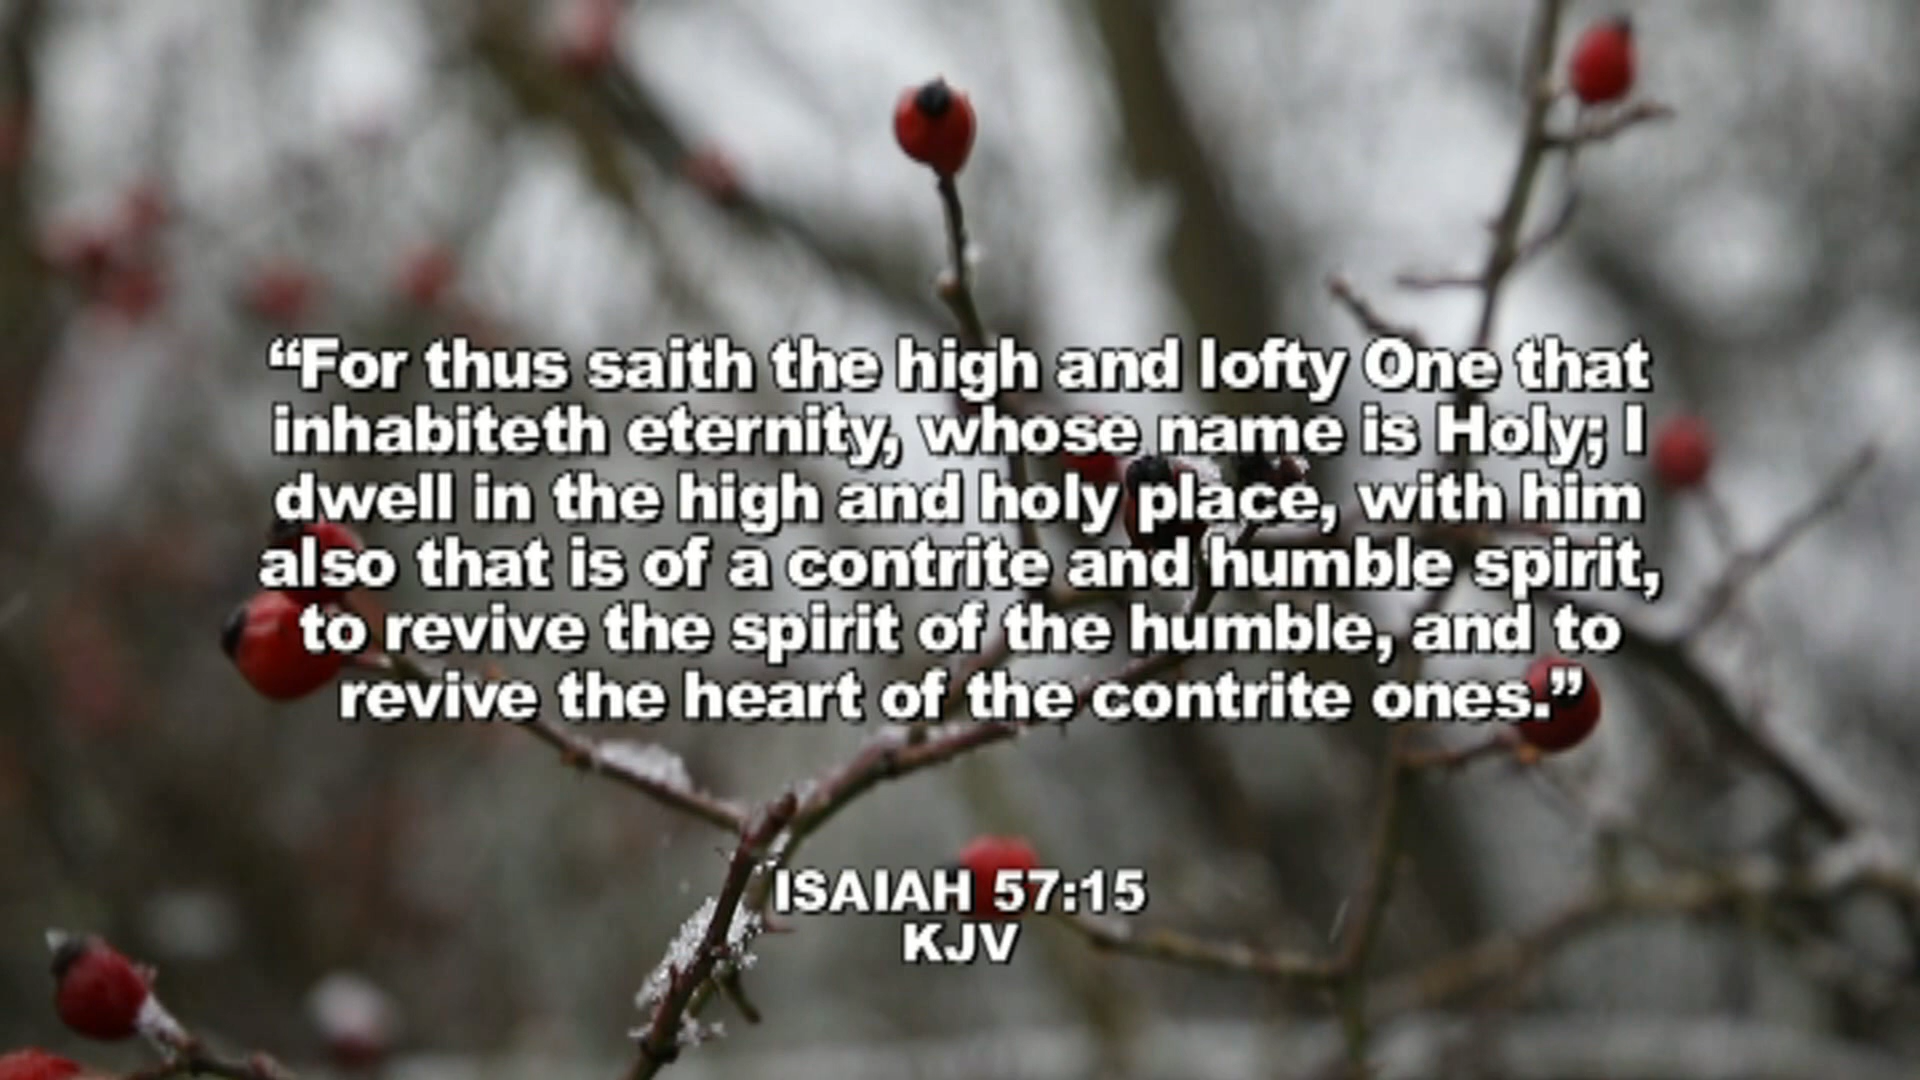 “For thus saith the high and lofty One that
inhabiteth eternity, whose name is Holy; I
dwell in the high and holy place, with him
also that is of a contrite and humble spirit,
to revive the spirit of the humble, and to
revive the heart of the contrite ones.”
ISAIAH 57:15
KJV